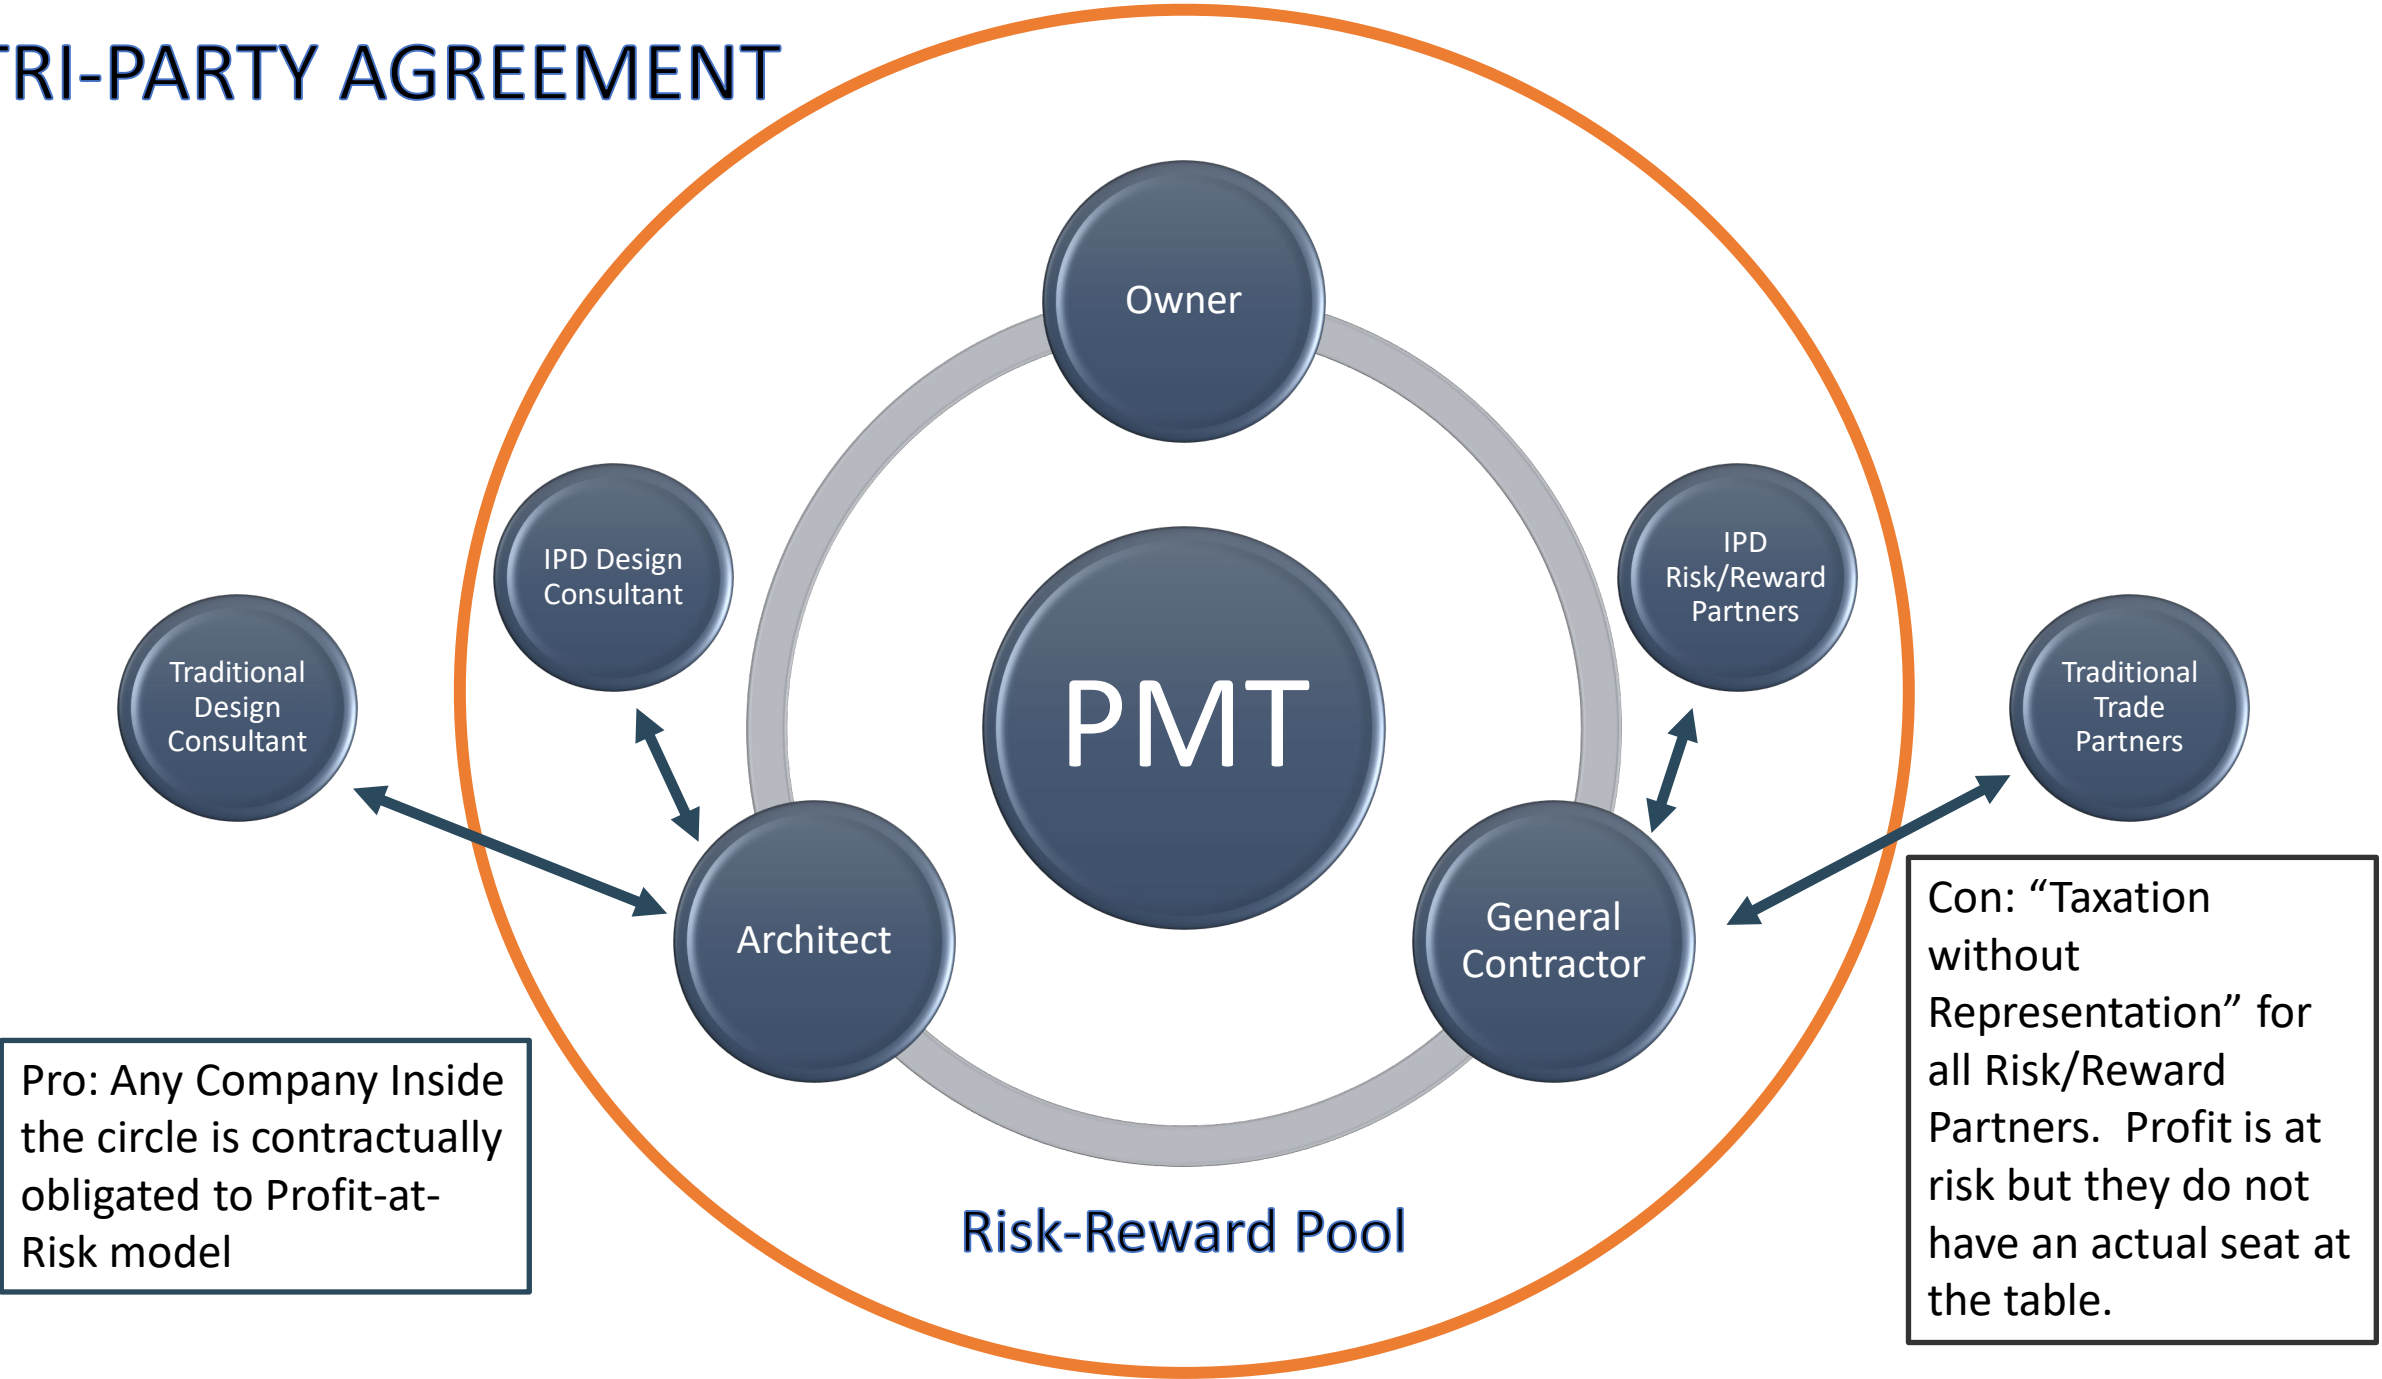 TRI-PARTY AGREEMENT
Owner
IPD Design
Consultant
IPD
Risk/Reward
Partners
Traditional
Design
Consultant
PMT
Traditional
Trade
Partners
Architect
General
Contractor
Con: “Taxation
without
Representation” for
all Risk/Reward
Partners.  Profit is at
risk but they do not
have an actual seat at
the table.
Pro: Any Company Inside
the circle is contractually
obligated to Profit-at-
Risk model
Risk-Reward Pool